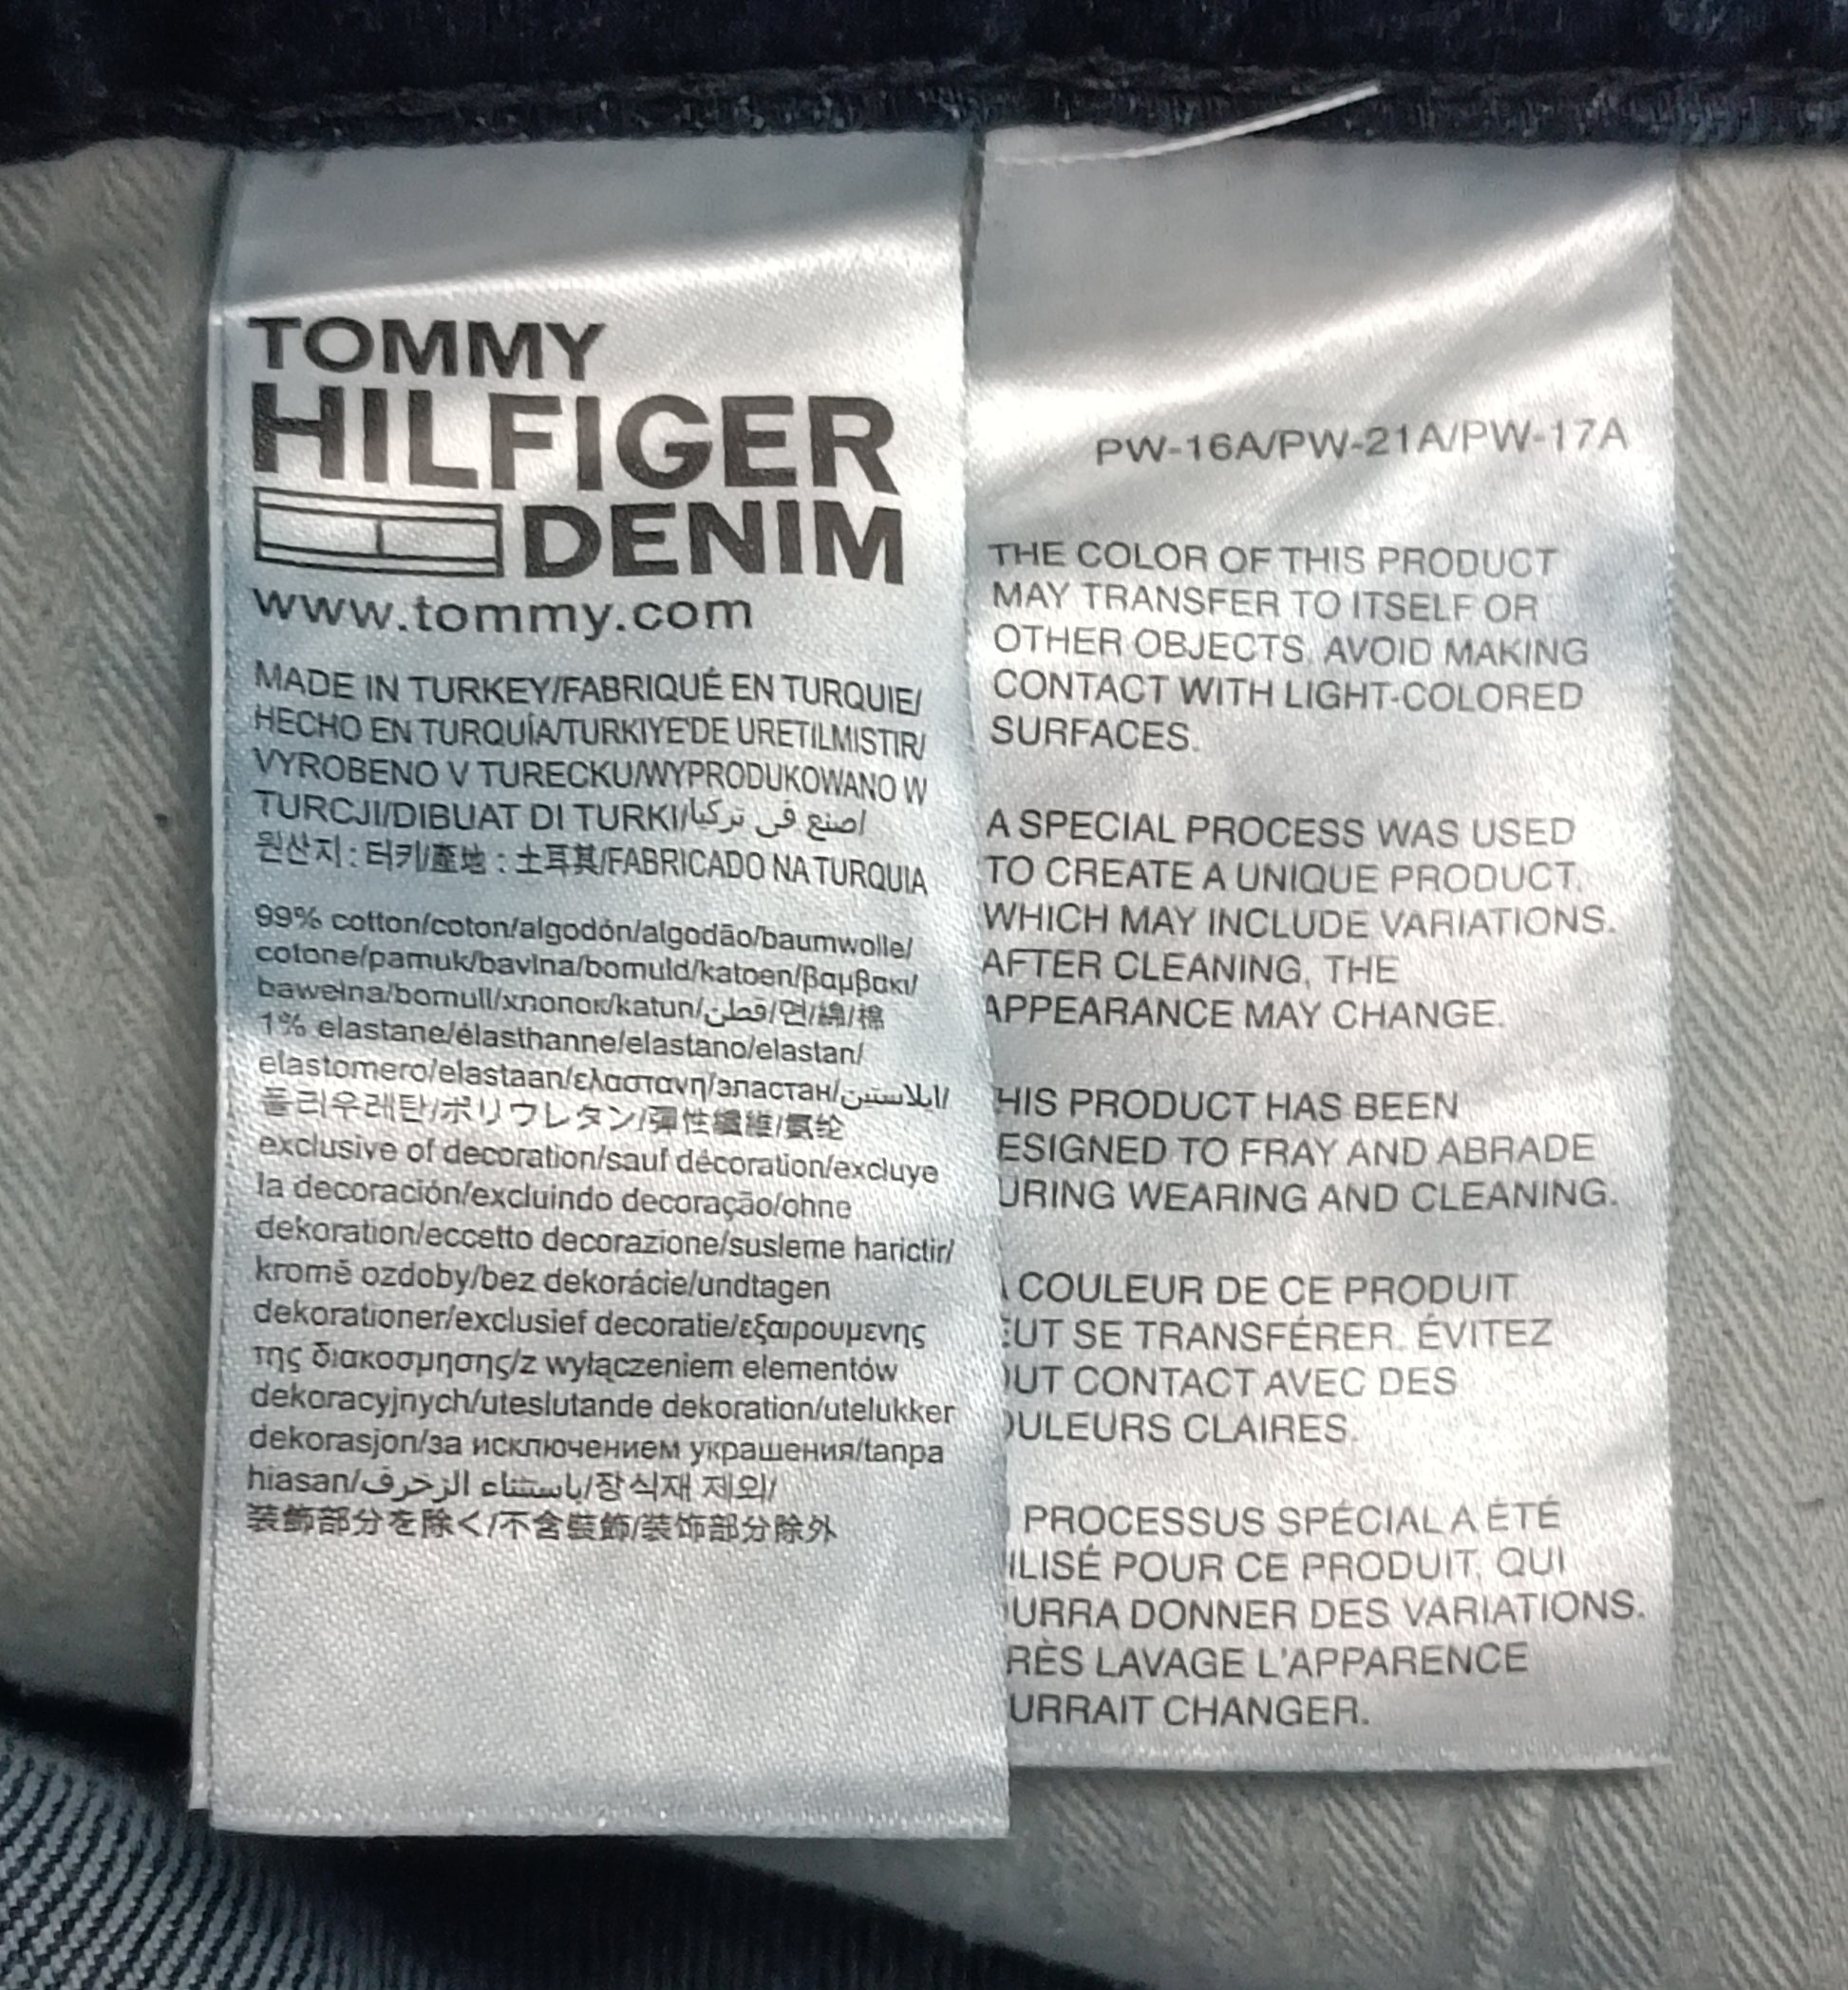 TOMMY
HILFIGER
DENIM
www.tommy.com
MADE IN TURKEY/FABRIQUÉ EN TURQUIE/
HECHO EN TURQUÍA/TURKIYE'DE URETILMISTIR/
VYROBENO V TURECKU/WYPRODUKOWANO W
TURCJI/DIBUAT DI TURKI/اصنع في تركيا
원산지 : 터키/產地 : 土耳其/FABRICADO NA TURQUIA
99% cotton/coton/algodón/algodão/baumwolle/
cotone/pamuk/bavlna/bomuld/katoen/βαμβακι/
bawełna/bomull/хлопок/katun/قطن/면/綿/棉
1% elastane/élasthanne/elastano/elastan/
elastomero/elastaan/ελαστανη/эластан/ايلاستين/
폴리우레탄/ポリウレタン/彈性纖維/氨纶
exclusive of decoration/sauf décoration/excluye
la decoración/excluindo decoração/ohne
dekoration/eccetto decorazione/susleme harictir/
kromě ozdoby/bez dekorácie/undtagen
dekorationer/exclusief decoratie/εξαιρουμενης
της διακοσμησης/z wyłączeniem elementów
dekoracyjnych/uteslutande dekoration/utelukker
dekorasjon/за исключением украшения/tanpa
hiasan/باستثناء الزخرفة/장식재 제외/
装飾部分を除く/不含裝飾/装饰部分除外
PW-16A/PW-21A/PW-17A
THE COLOR OF THIS PRODUCT
MAY TRANSFER TO ITSELF OR
OTHER OBJECTS. AVOID MAKING
CONTACT WITH LIGHT-COLORED
SURFACES.
A SPECIAL PROCESS WAS USED
TO CREATE A UNIQUE PRODUCT,
WHICH MAY INCLUDE VARIATIONS.
AFTER CLEANING, THE
APPEARANCE MAY CHANGE.
HIS PRODUCT HAS BEEN
ESIGNED TO FRAY AND ABRADE
URING WEARING AND CLEANING.
COULEUR DE CE PRODUIT
EUT SE TRANSFÉRER. ÉVITEZ
OUT CONTACT AVEC DES
OULEURS CLAIRES.
PROCESSUS SPÉCIAL A ÉTÉ
ILISÉ POUR CE PRODUIT, QUI
URRA DONNER DES VARIATIONS.
RÈS LAVAGE L'APPARENCE
URRAIT CHANGER.